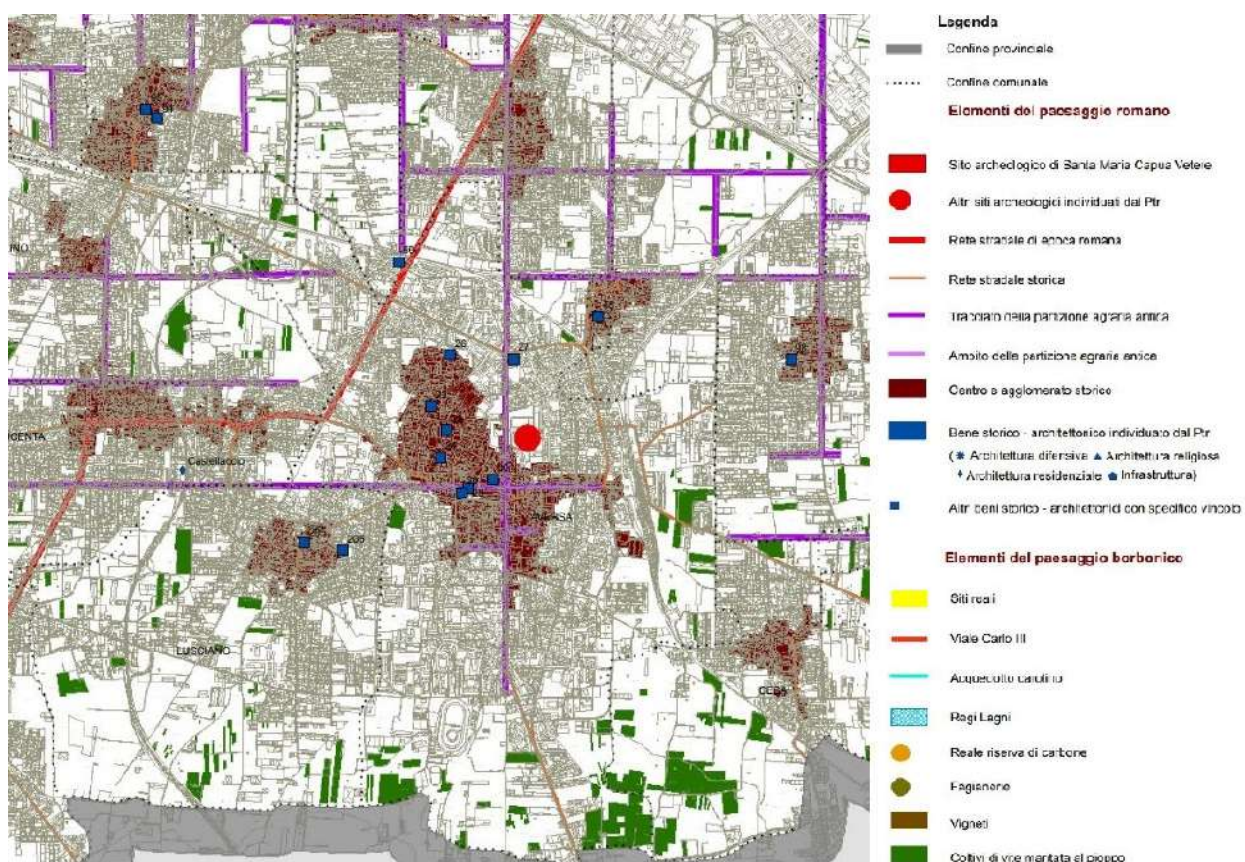 Legenda
Confine provinciale
Confine comunale
Elementi del paesaggio romano
Sito archeologico di Santa Maria Capua Vetere
Altri siti archeologici individuati dal Ptr
Rete stradale di epoca romana
Rete stradale storica
Tracciato della partizione agraria antica
Ambito della partizione agraria antica
Centro e agglomerato storico
Bene storico - architettonico individuato dal Ptr
( Architettura difensiva Architettura religiosa
Architettura residenziale Infrastruttura)
Altri beni storico - architettonici con specifico vincolo
Elementi del paesaggio borbonico
Siti reali
Viale Carlo III
Acquedotto carolino
Regi Lagni
Reale riserva di carbone
Fagianerie
Vigneti
Coltivi di vite maritata al pioppo
26
27
Castellaccio
AVERSA
205
LUSCIANO
CESA